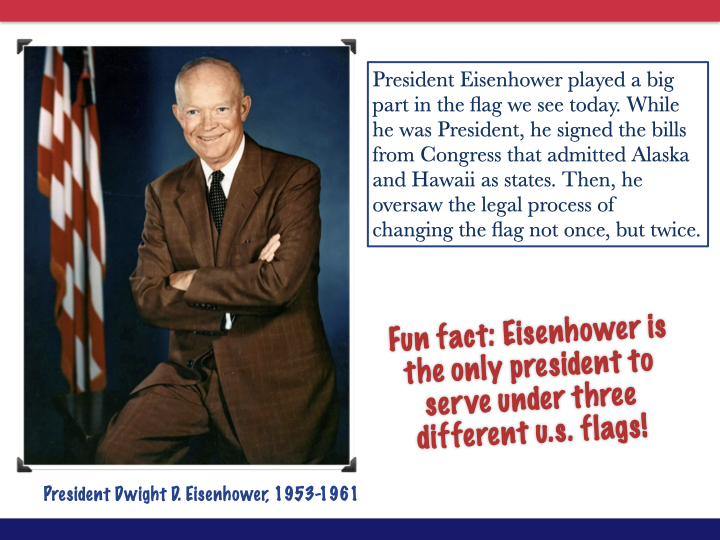 President Eisenhower played a big
part in the flag we see today. While
he was President, he signed the bills
from Congress that admitted Alaska
and Hawaii as states. Then, he
oversaw the legal process of
changing the flag not once, but twice.
Fun fact: Eisenhower is
the only president to
serve under three
different u.s. flags!
President Dwight D. Eisenhower, 1953-1961